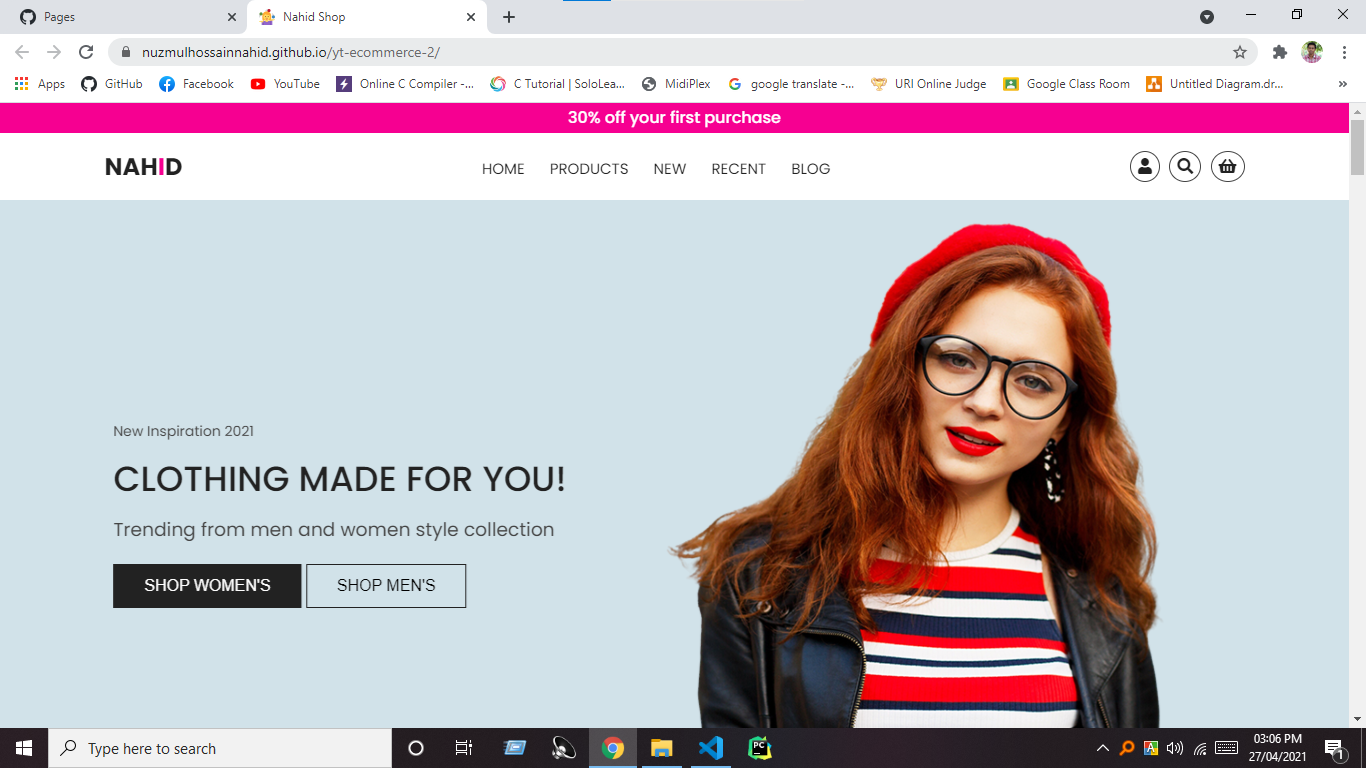 Pages
Nahid Shop
nuzmulhossainnahid.github.io/yt-ecommerce-2/
Apps
GitHub
Facebook
YouTube
Online C Compiler -...
C Tutorial | SoloLea...
MidiPlex
google translate -...
URI Online Judge
Google Class Room
Untitled Diagram.dr...
»
30% off your first purchase
NAHID
HOME
PRODUCTS
NEW
RECENT
BLOG
New Inspiration 2021
CLOTHING MADE FOR YOU!
Trending from men and women style collection
SHOP WOMEN'S
SHOP MEN'S
Type here to search
PC
A
03:06 PM
27/04/2021
1